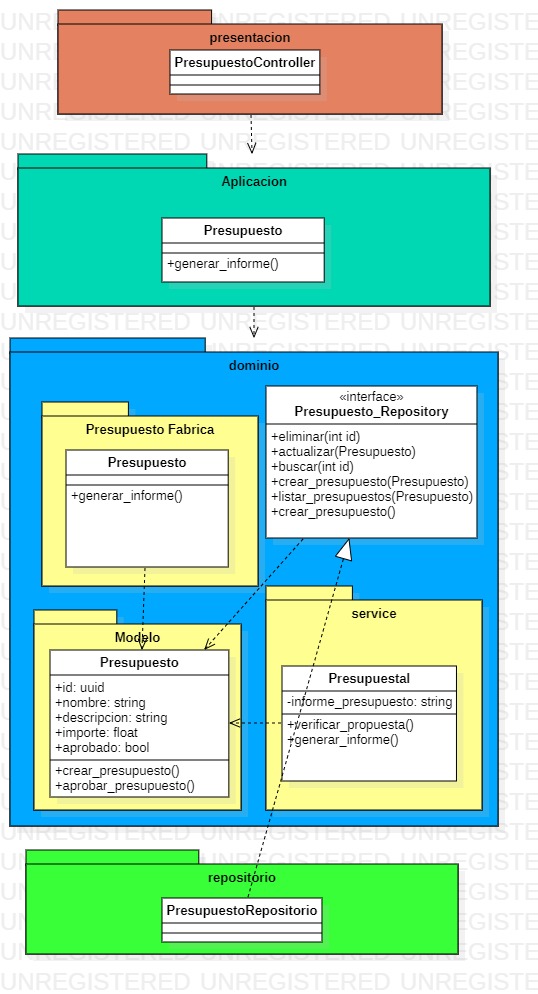 presentacion
PresupuestoController
Aplicacion
Presupuesto
+generar_informe()
dominio
Presupuesto Fabrica
Presupuesto
+generar_informe()
«interface»
Presupuesto_Repository
+eliminar(int id)
+actualizar(Presupuesto)
+buscar(int id)
+crear_presupuesto(Presupuesto)
+listar_presupuestos(Presupuesto)
+crear_presupuesto()
Modelo
Presupuesto
+id: uuid
+nombre: string
+descripcion: string
+importe: float
+aprobado: bool
+crear_presupuesto()
+aprobar_presupuesto()
service
Presupuestal
-informe_presupuesto: string
+verificar_propuesta()
+generar_informe()
repositorio
PresupuestoRepositorio
UNREGISTERED